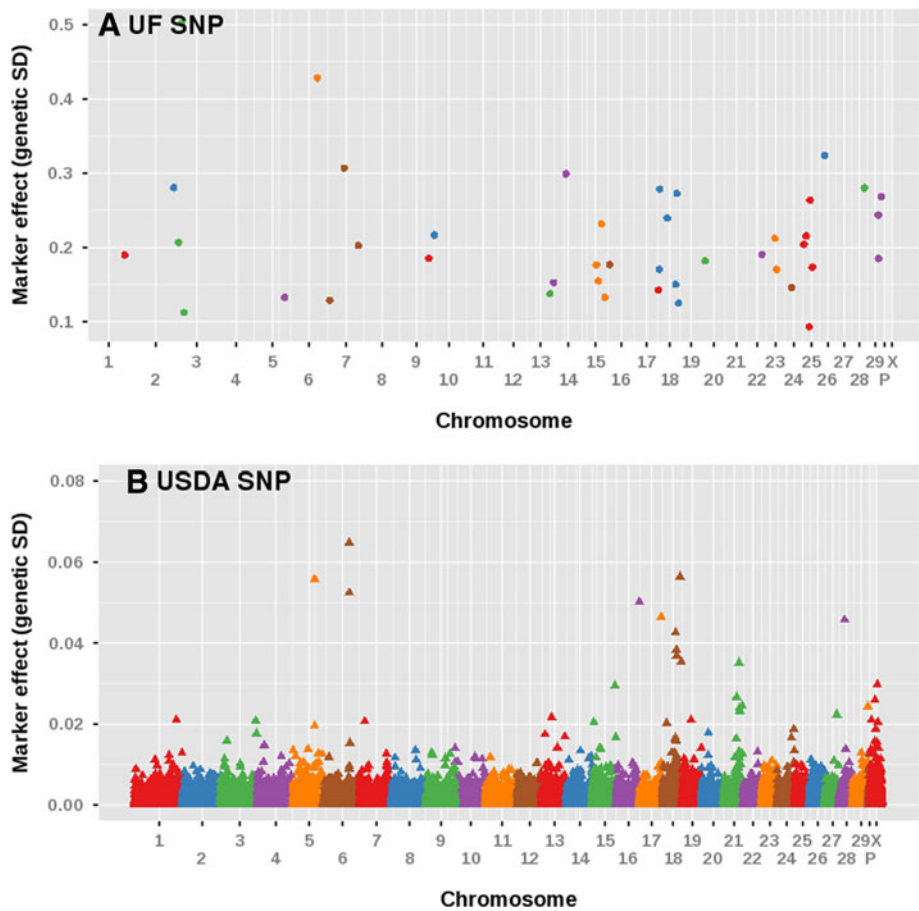 A UF SNP
Marker effect (genetic SD)
0.5
0.4
0.3
0.2
0.1
1 3 5 6 7 9 11 13 15 17 19 21 23 25 27 29 X
2 4 6 8 10 12 14 16 18 20 22 24 26 28 P
Chromosome
B USDA SNP
Marker effect (genetic SD)
0.08
0.06
0.04
0.02
0.00
1 3 5 7 9 11 13 15 17 19 21 23 25 27 29 X
2 4 6 8 10 12 14 16 18 20 22 24 26 28 P
Chromosome